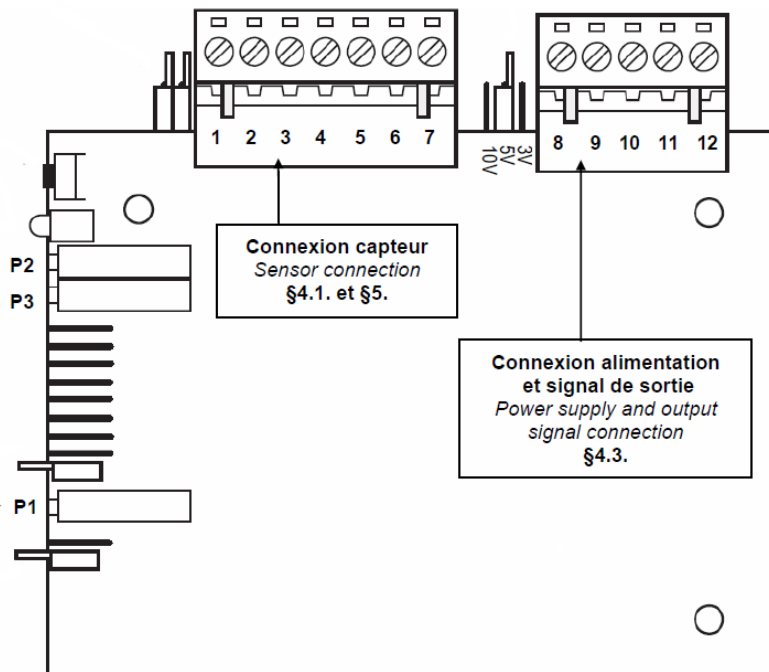 1 2 3 4 5 6 7
10V
5V
3V
8 9 10 11 12
Connexion capteur
Sensor connection
§4.1. et §5.
P2
P3
Connexion alimentation
et signal de sortie
Power supply and output
signal connection
§4.3.
P1